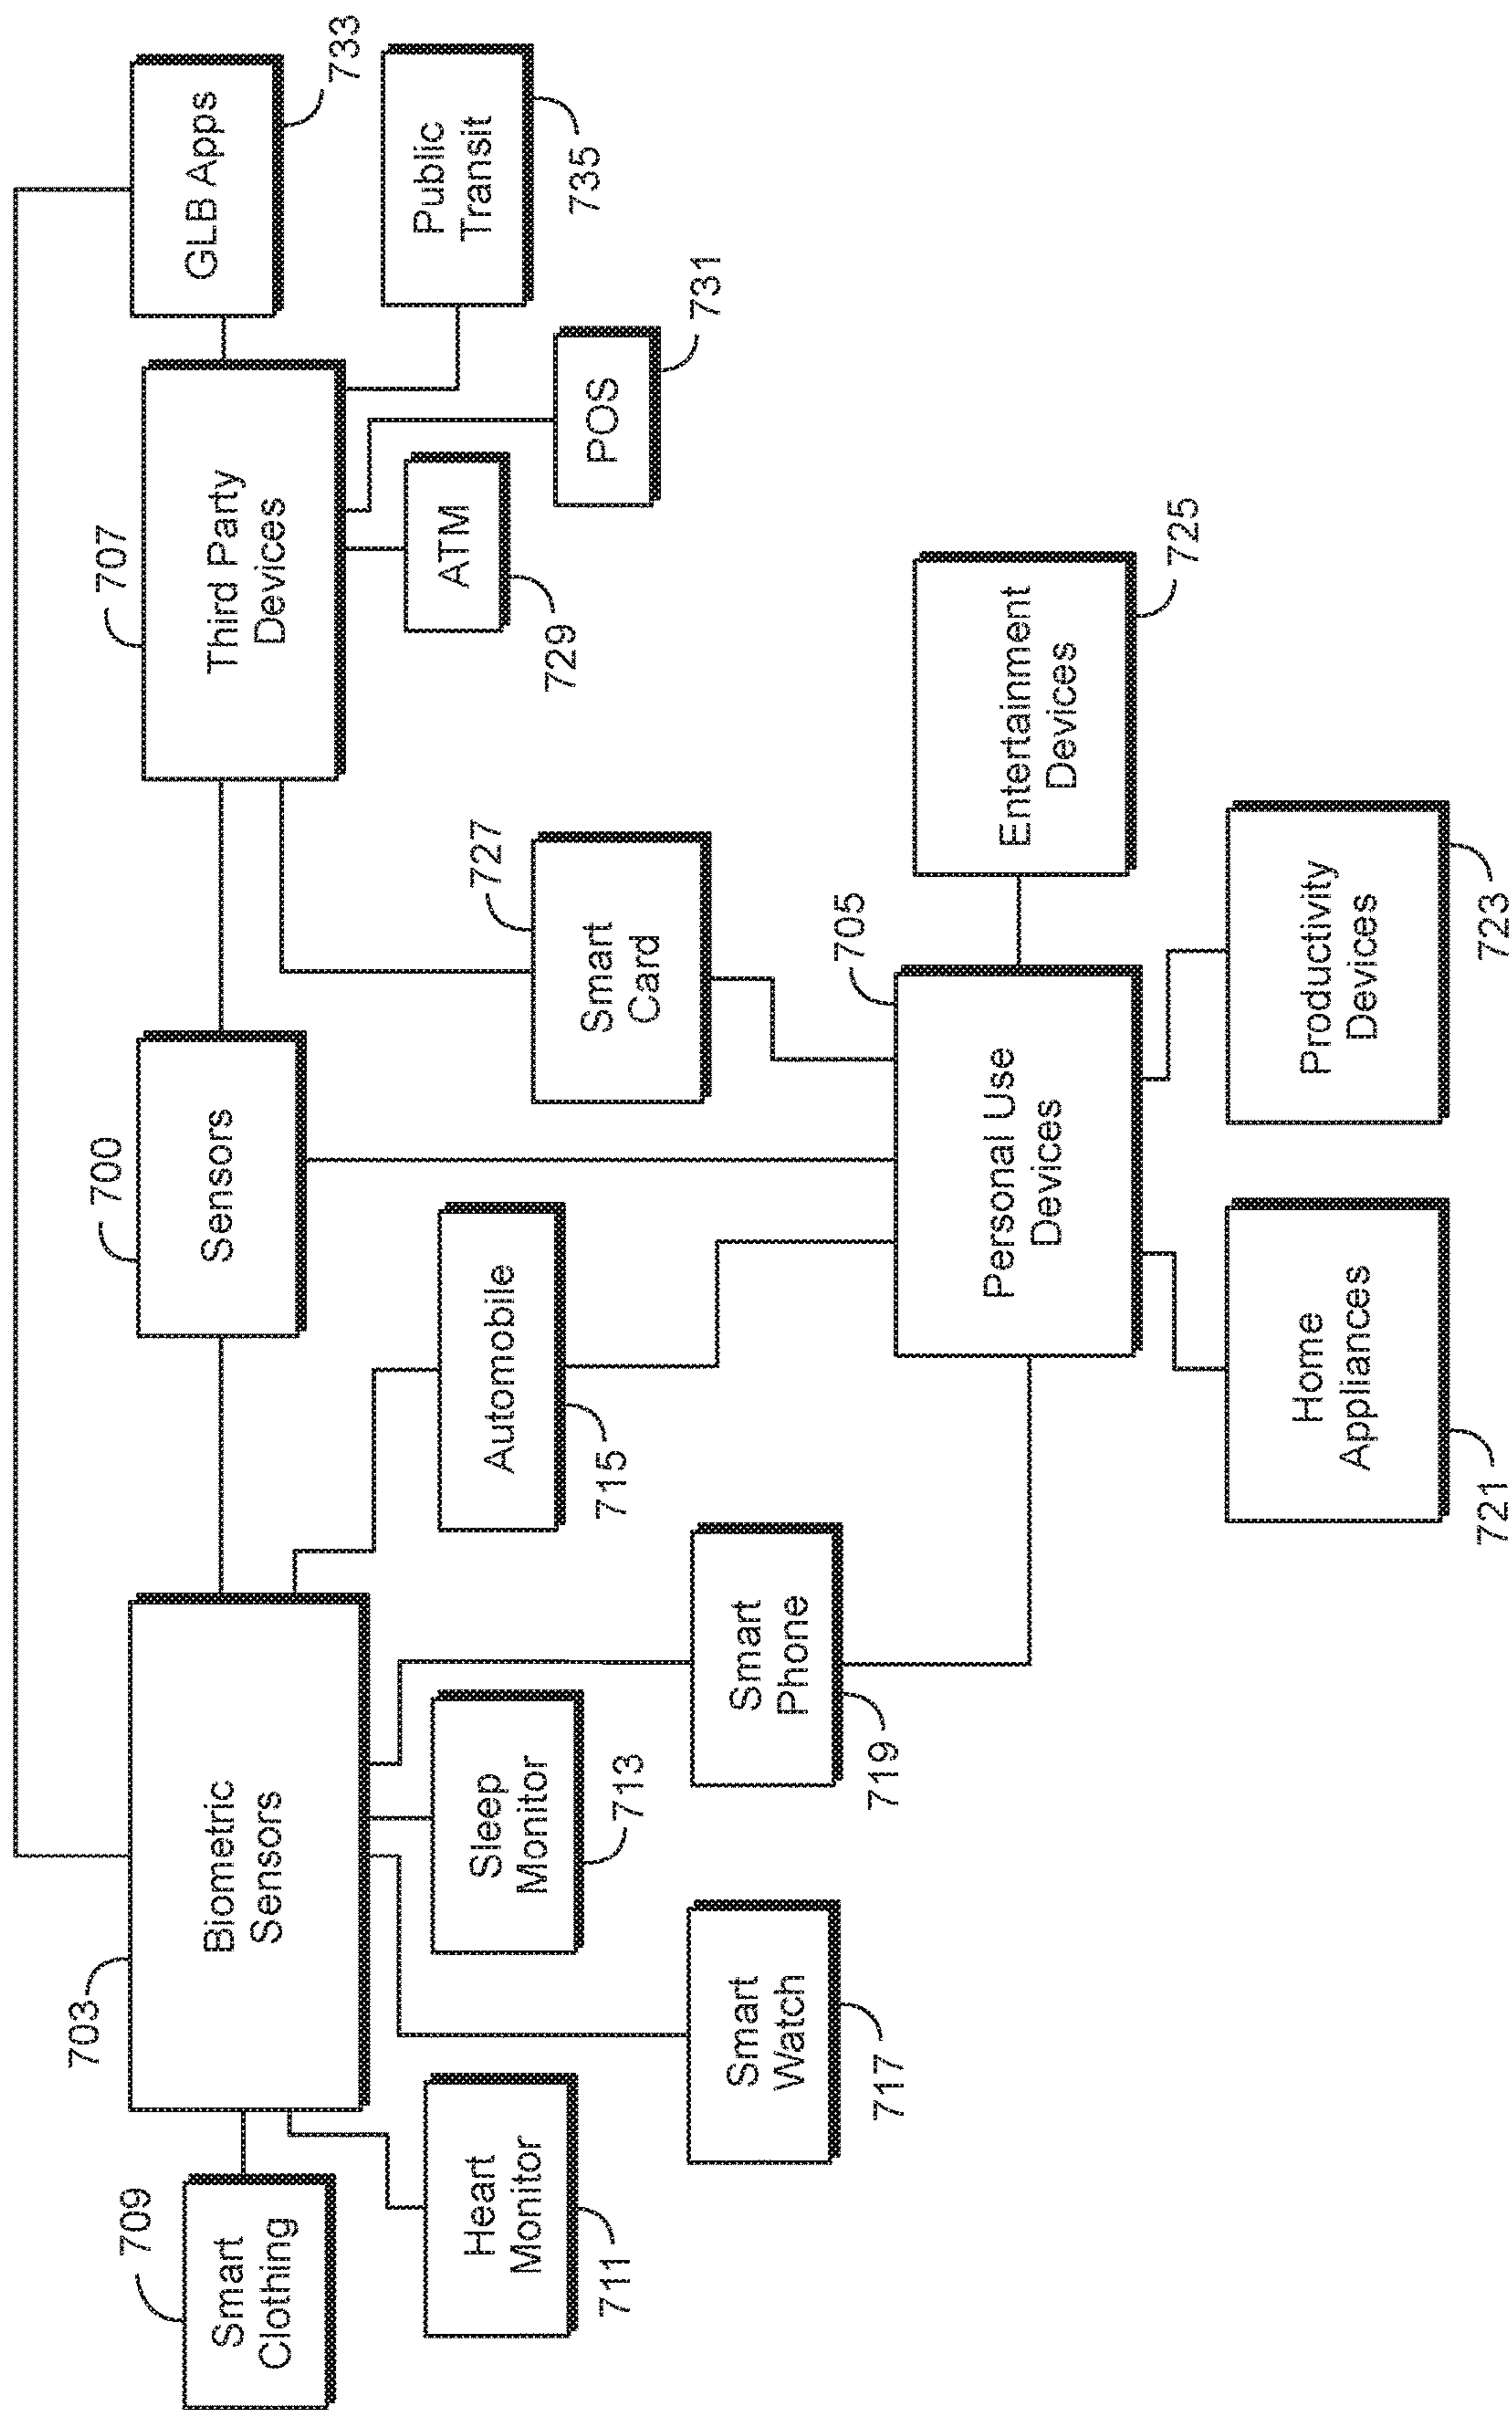 703
Biometric
Sensors
700
Sensors
707
Third Party
Devices
GLB Apps
733
709
Smart
Clothing
Heart
Monitor
711
Sleep
Monitor
713
Automobile
715
ATM
729
Public
Transit
735
Smart
Watch
717
Smart
Phone
719
727
Smart
Card
POS
731
705
Personal Use
Devices
Entertainment
Devices
725
Home
Appliances
721
Productivity
Devices
723